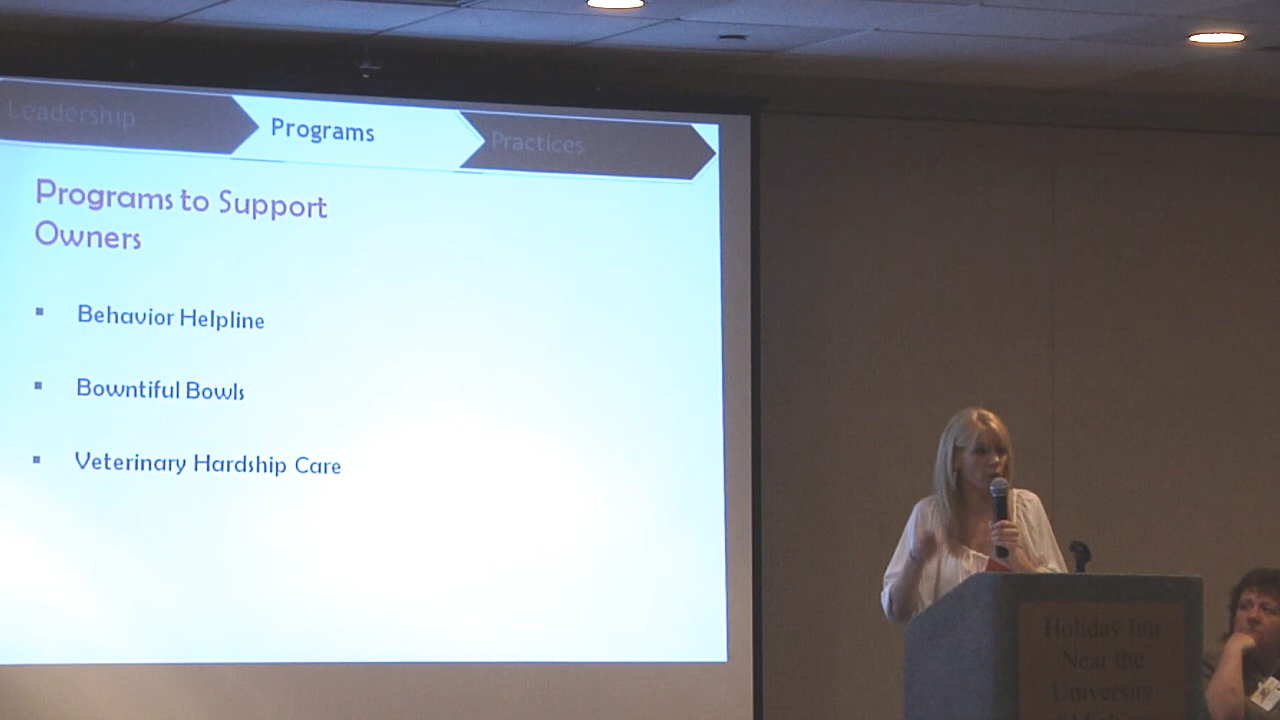 Leadership
Programs
Practices
Programs to Support
Owners
Behavior Helpline
Bowntiful Bowls
Veterinary Hardship Care
Holiday Inn
Near the
University